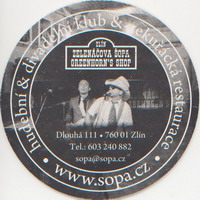 hudební & divadelní klub & kuřácká restaurace
ZLÍN
ZELENÁČOVA ŠOPA
GREENHORN'S SHOP
Dlouhá 111 • 760 01 Zlín
Tel.: 603 240 882
sopa@sopa.cz
• www.sopa.cz •